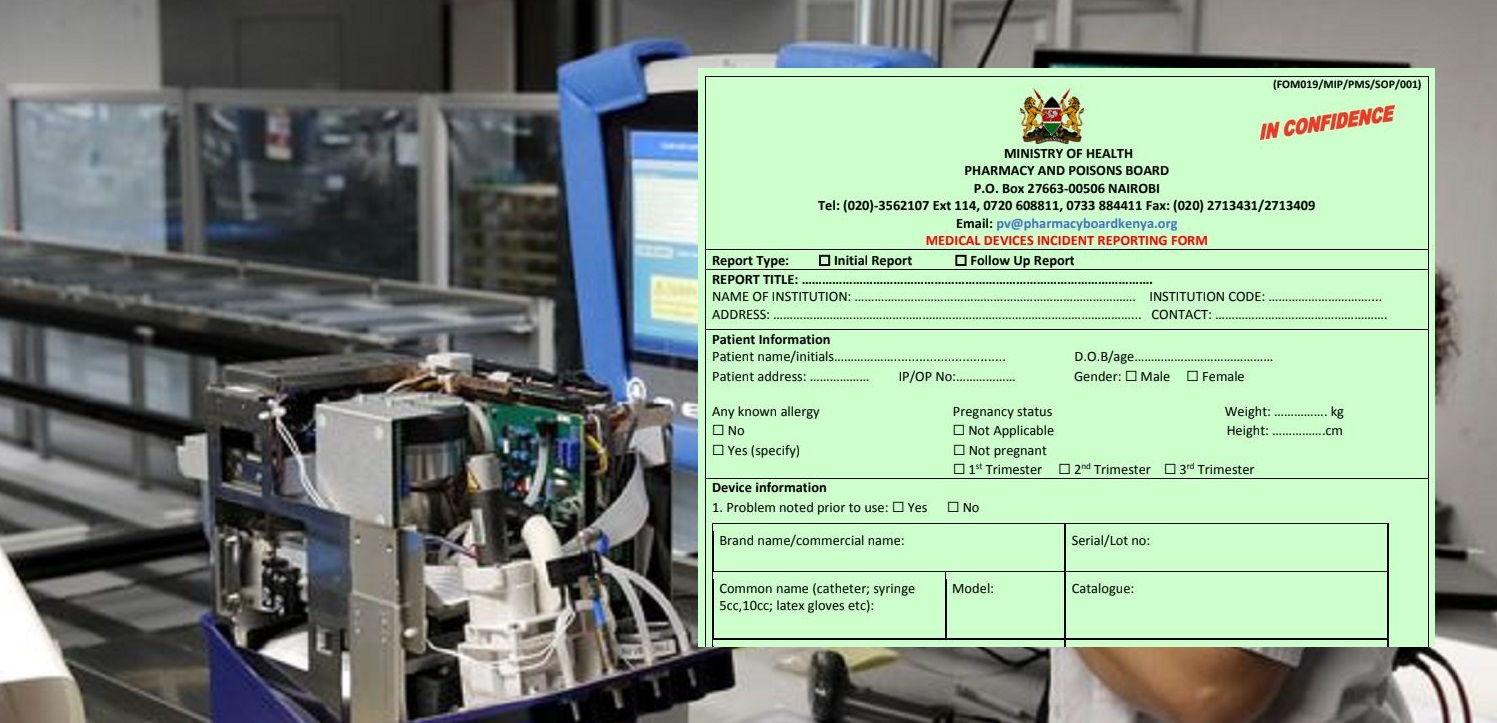 (FOM019/MIP/PMS/SOP/001)
IN CONFIDENCE
MINISTRY OF HEALTH
PHARMACY AND POISONS BOARD
P.O. Box 27663-00506 NAIROBI
Tel: (020)-3562107 Ext 114, 0720 608811, 0733 884411 Fax: (020) 2713431/2713409
Email: pv@pharmacyboardkenya.org
MEDICAL DEVICES INCIDENT REPORTING FORM
Report Type: ☐ Initial Report ☐ Follow Up Report
REPORT TITLE: ……………………………………………………………………………
NAME OF INSTITUTION: ……………………………………………………………… INSTITUTION CODE: ……………………….
ADDRESS: ………………………………………………………………………………… CONTACT: …………………………………….
Patient Information
Patient name/initials……………......................... D.O.B/age………………………………
Patient address: ……………… IP/OP No:……………… Gender: ☐ Male ☐ Female
Any known allergy Pregnancy status Weight: ……………. kg
☐ No ☐ Not Applicable Height: …………….cm
☐ Yes (specify) ☐ Not pregnant
☐ 1st Trimester ☐ 2nd Trimester ☐ 3rd Trimester
Device information
1. Problem noted prior to use: ☐ Yes ☐ No
Brand name/commercial name: Serial/Lot no:
Common name (catheter; syringe Model: Catalogue:
5cc,10cc; latex gloves etc):